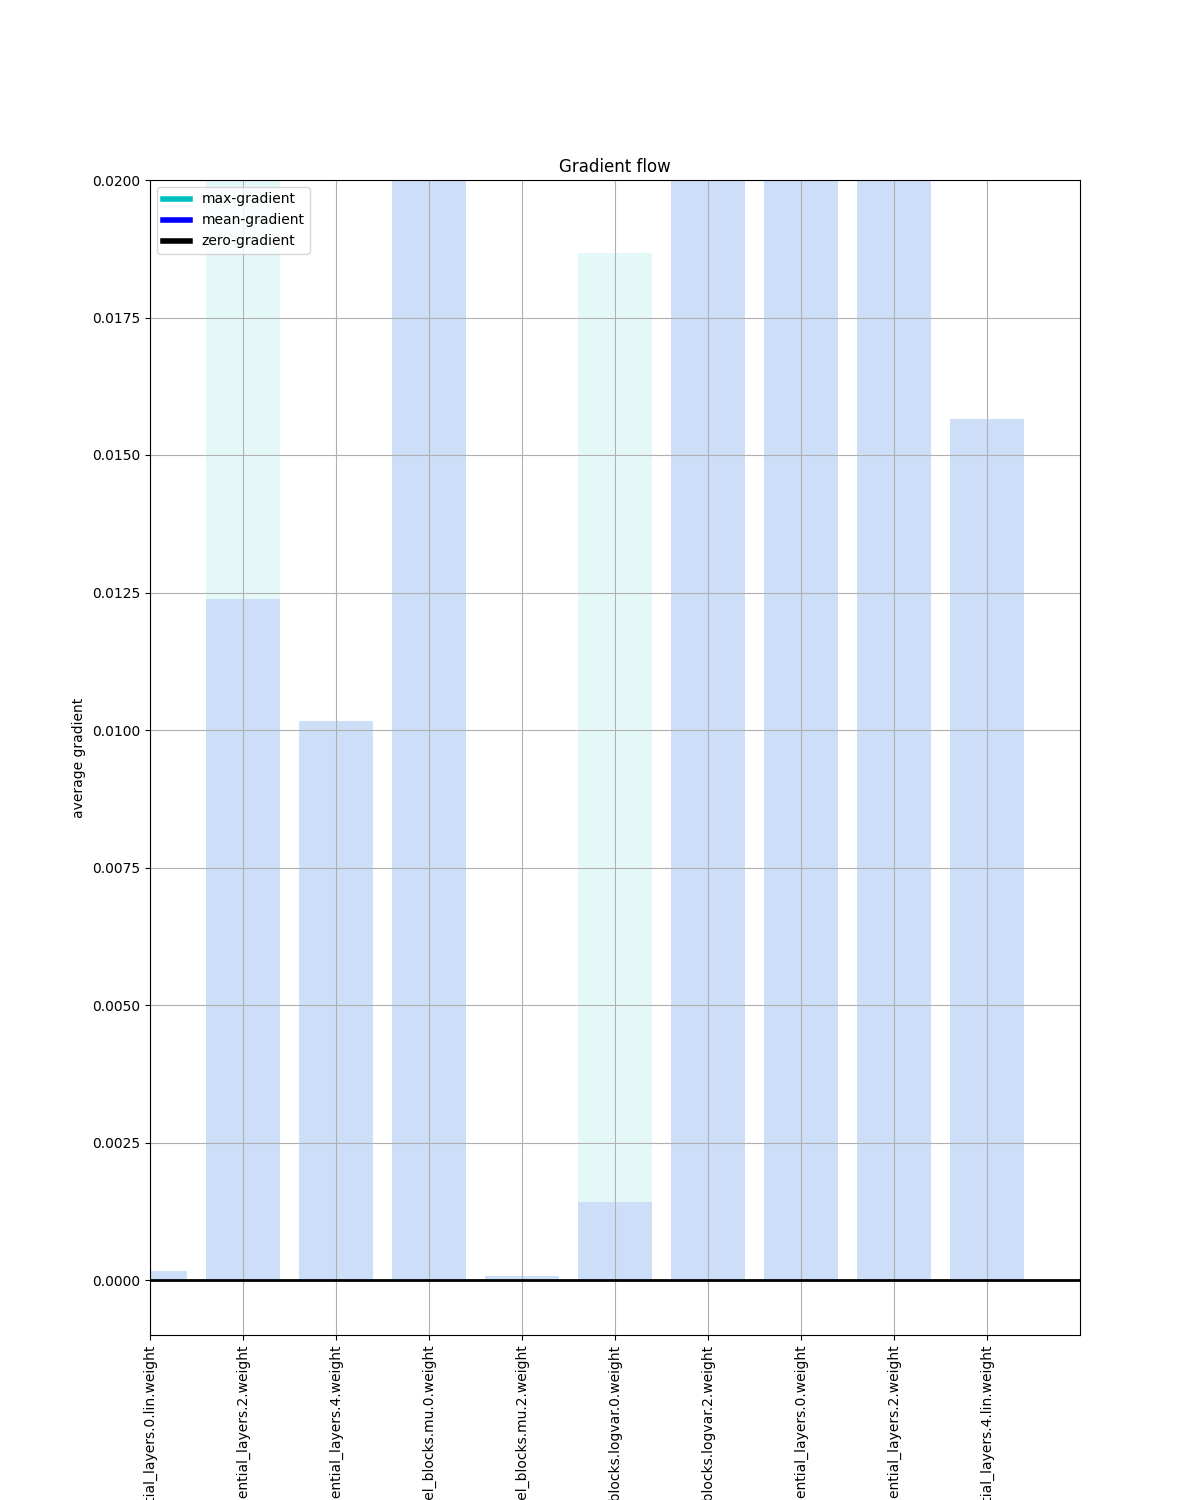 Gradient flow
max-gradient
mean-gradient
zero-gradient
0.0200
0.0175
0.0150
0.0125
0.0100
0.0075
0.0050
0.0025
0.0000
average gradient
tial_layers.0.lin.weight
ential_layers.2.weight
ential_layers.4.weight
el_blocks.mu.0.weight
el_blocks.mu.2.weight
blocks.logvar.0.weight
blocks.logvar.2.weight
ential_layers.0.weight
ential_layers.2.weight
tial_layers.4.lin.weight